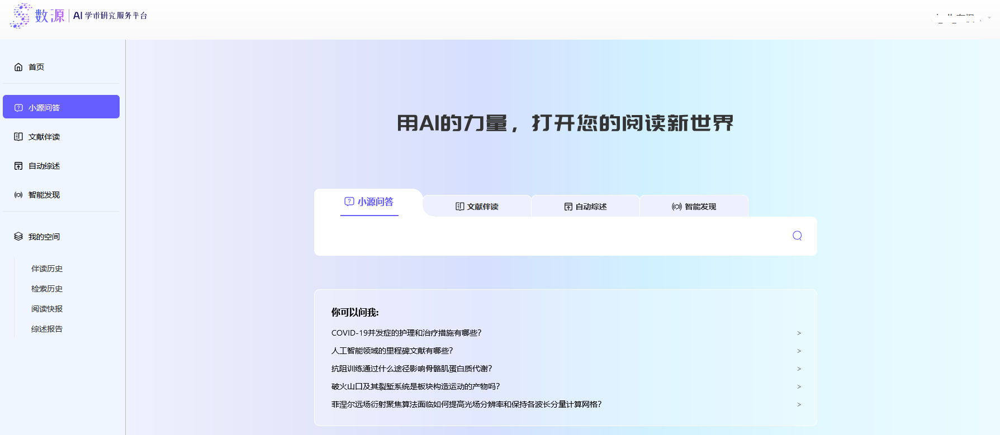 数源 | AI 学术研究服务平台
首页
小源问答
文献伴读
自动综述
智能发现
我的空间
伴读历史
检索历史
阅读快报
综述报告
用AI的力量，打开您的阅读新世界
小源问答 文献伴读 自动综述 智能发现
你可以问我:
COVID-19并发症的护理和治疗措施有哪些? >
人工智能领域的里程碑文献有哪些? >
抗阻训练通过什么途径影响骨骼肌蛋白质代谢? >
破火山口及其裂堑系统是板块构造运动的产物吗? >
菲涅尔远场衍射聚焦算法面临如何提高光场分辨率和保持各波长分量计算网格? >